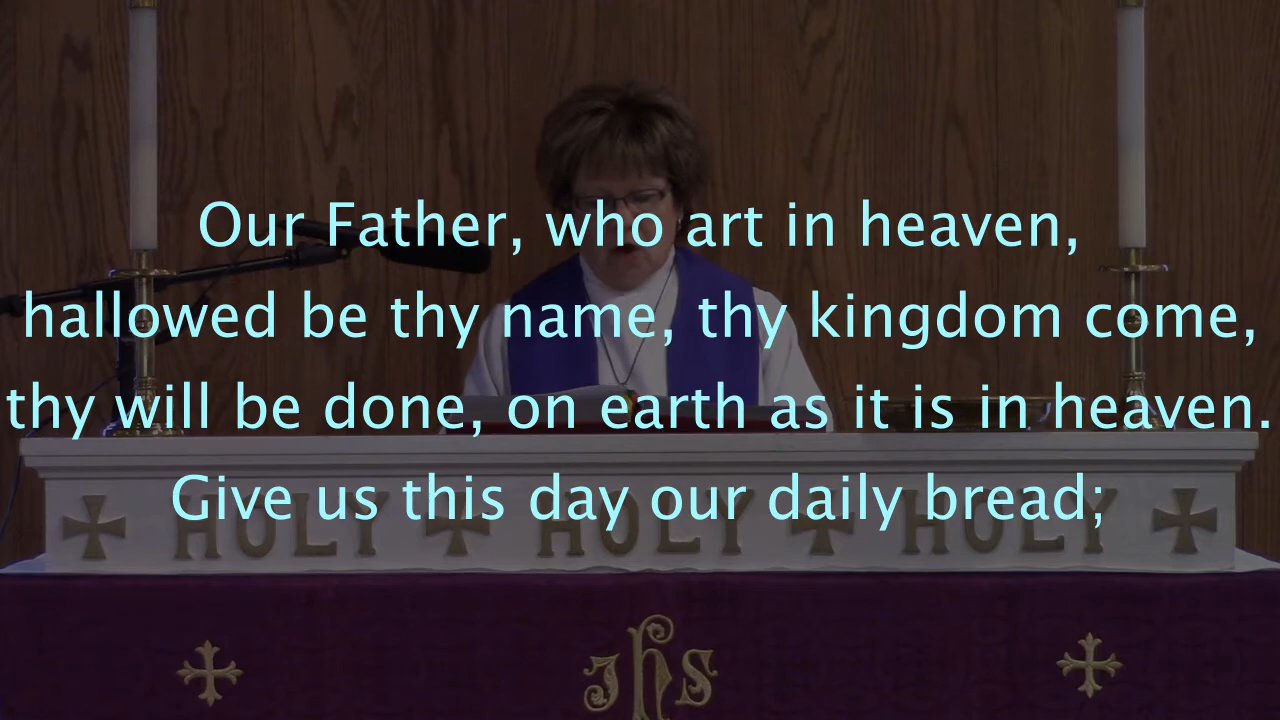 Our Father, who art in heaven,
hallowed be thy name, thy kingdom come,
thy will be done, on earth as it is in heaven.
Give us this day our daily bread;
HOLY HOLY HOLY
IHS